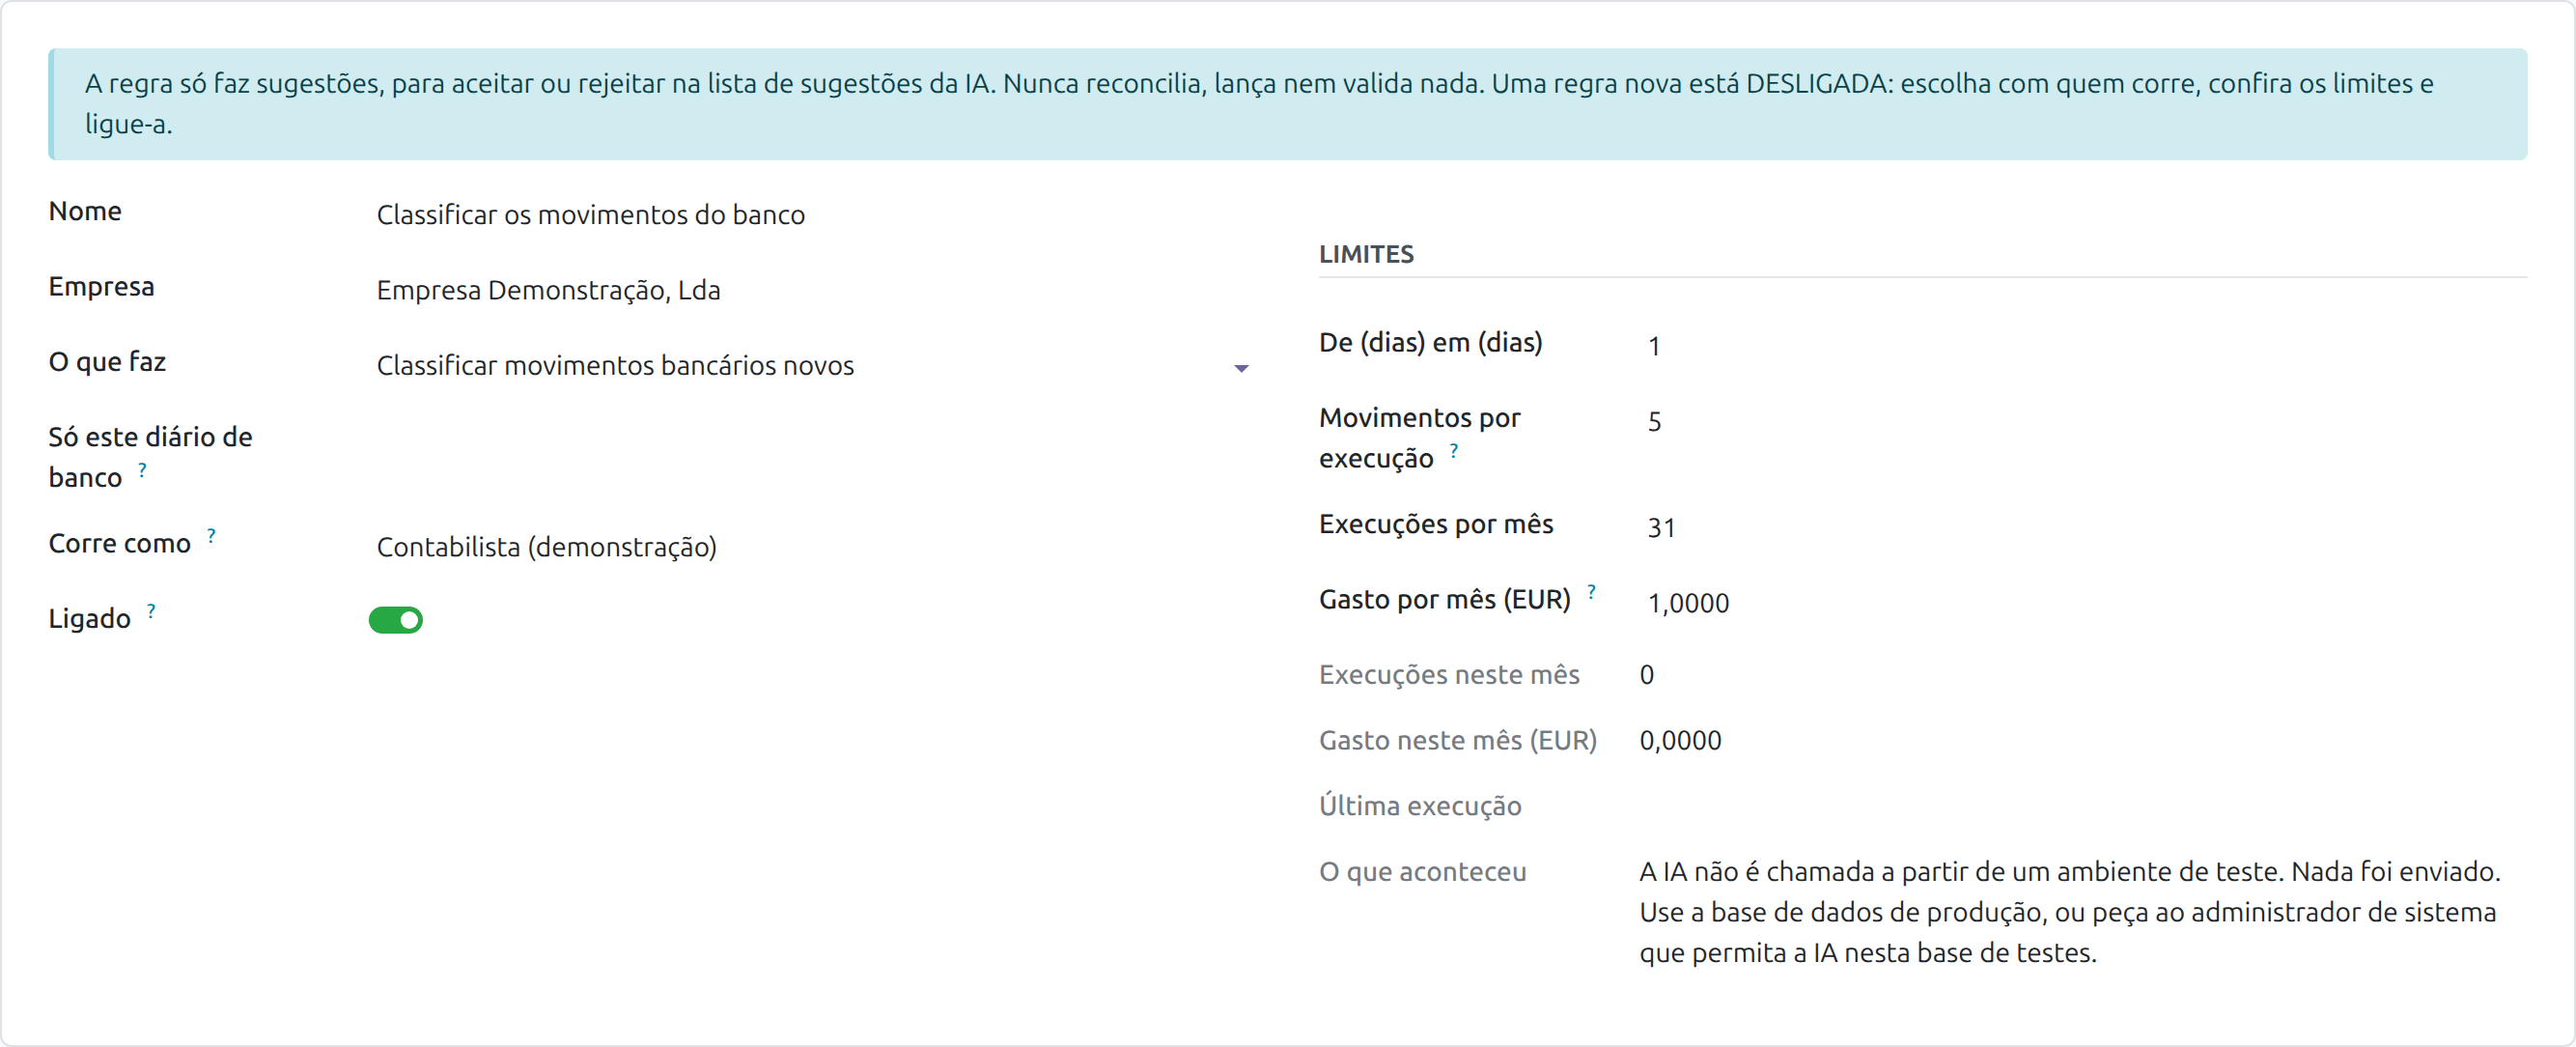 A regra só faz sugestões, para aceitar ou rejeitar na lista de sugestões da IA. Nunca reconcilia, lança nem valida nada. Uma regra nova está DESLIGADA: escolha com quem corre, confira os limites e
ligue-a.
Nome
Classificar os movimentos do banco
Empresa
Empresa Demonstração, Lda
O que faz
Classificar movimentos bancários novos
Só este diário de
banco ?
Corre como ?
Contabilista (demonstração)
Ligado ?
LIMITES
De (dias) em (dias)
1
Movimentos por
execução ?
5
Execuções por mês
31
Gasto por mês (EUR) ?
1,0000
Execuções neste mês
0
Gasto neste mês (EUR)
0,0000
Última execução
O que aconteceu
A IA não é chamada a partir de um ambiente de teste. Nada foi enviado.
Use a base de dados de produção, ou peça ao administrador de sistema
que permita a IA nesta base de testes.